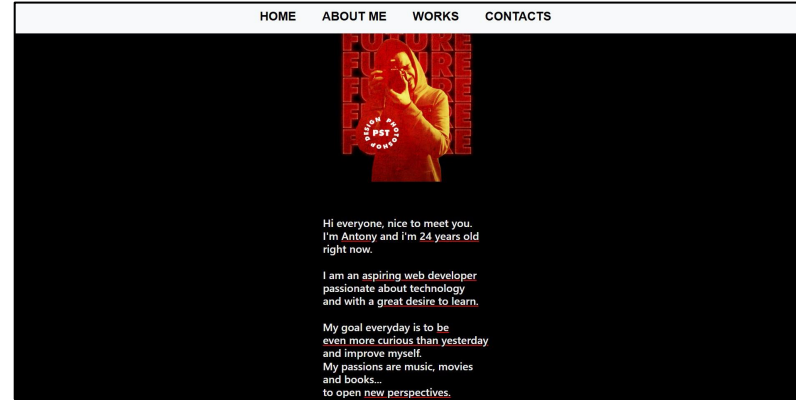 HOME ABOUT ME WORKS CONTACTS
FUTURE
FUTURE
FUTURE
FUTURE
FUTURE
DESIGN PHOTOSHOP
PST
Hi everyone, nice to meet you.
I'm Antony and i'm 24 years old
right now.
I am an aspiring web developer
passionate about technology
and with a great desire to learn.
My goal everyday is to be
even more curious than yesterday
and improve myself.
My passions are music, movies
and books...
to open new perspectives.